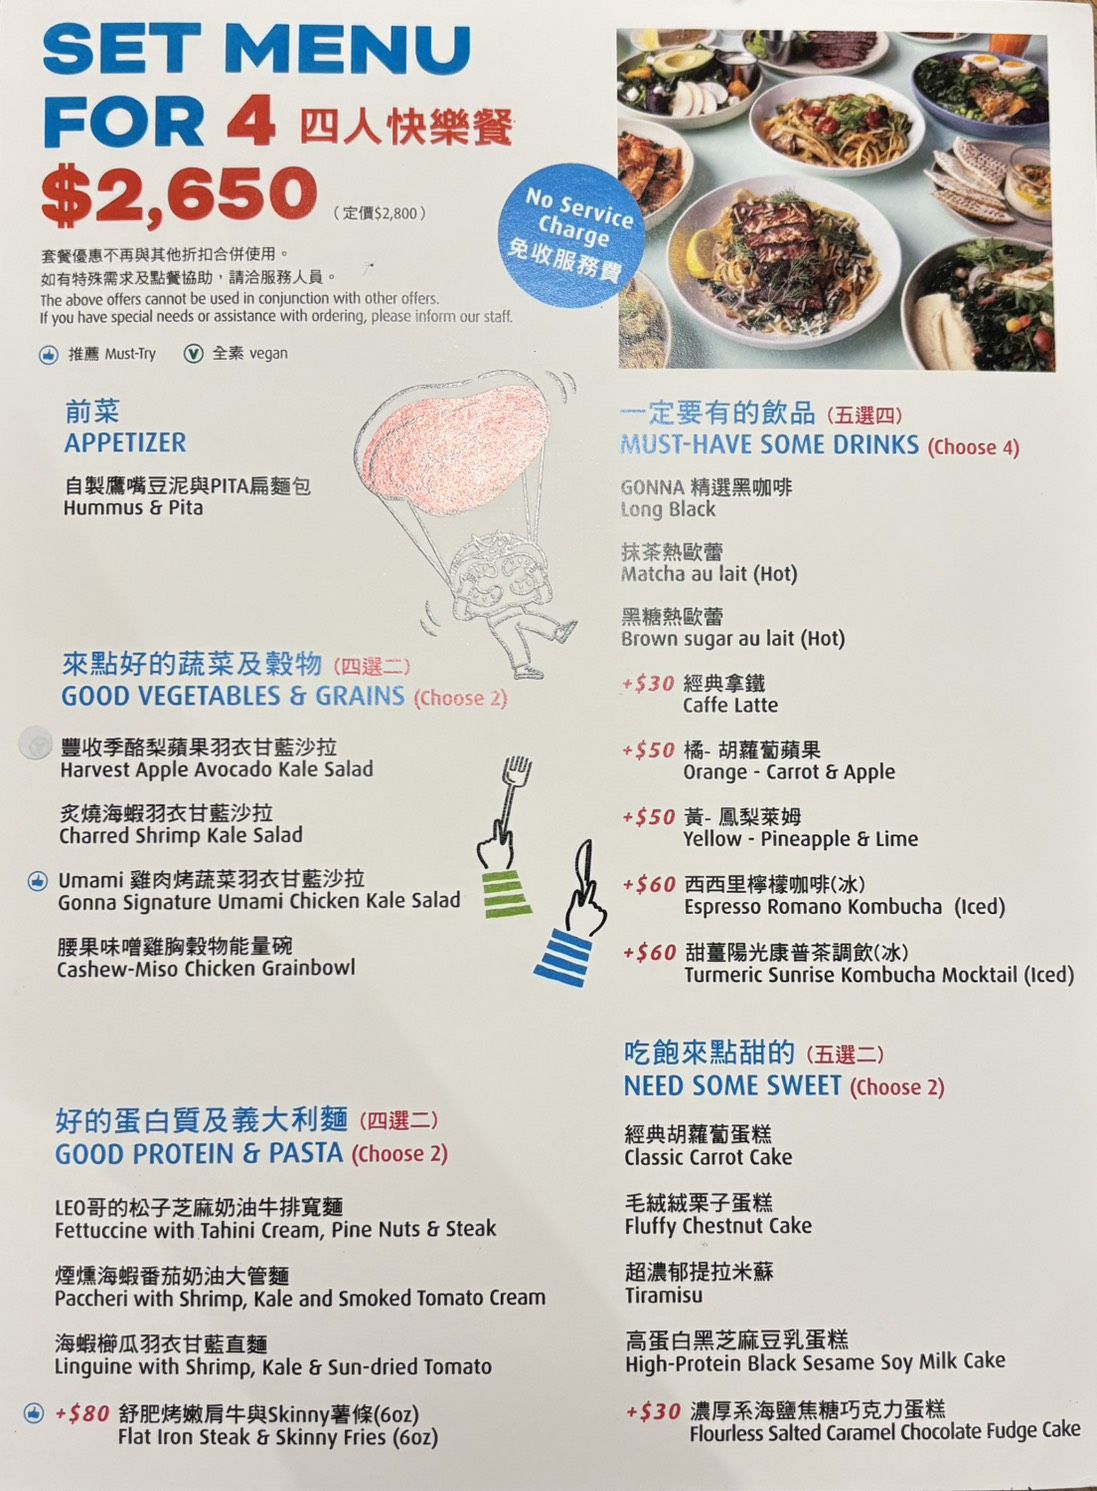 SET MENU
FOR 4 四人快樂餐
$2,650 (定價$2,800)
No Service
Charge
免收服務費
套餐優惠不再與其他折扣合併使用。
如有特殊需求及點餐協助，請洽服務人員。
The above offers cannot be used in conjunction with other offers.
If you have special needs or assistance with ordering, please inform our staff.
推薦 Must-Try V 全素 vegan
前菜
APPETIZER
自製鷹嘴豆泥與PITA扁麵包
Hummus & Pita
來點好的蔬菜及穀物 (四選二)
GOOD VEGETABLES & GRAINS (Choose 2)
豐收季酪梨蘋果羽衣甘藍沙拉
Harvest Apple Avocado Kale Salad
炙燒海蝦羽衣甘藍沙拉
Charred Shrimp Kale Salad
Umami 雞肉烤蔬菜羽衣甘藍沙拉
Gonna Signature Umami Chicken Kale Salad
腰果味噌雞胸穀物能量碗
Cashew-Miso Chicken Grainbowl
好的蛋白質及義大利麵 (四選二)
GOOD PROTEIN & PASTA (Choose 2)
LEO哥的松子芝麻奶油牛排寬麵
Fettuccine with Tahini Cream, Pine Nuts & Steak
煙燻海蝦番茄奶油大管麵
Paccheri with Shrimp, Kale and Smoked Tomato Cream
海蝦櫛瓜羽衣甘藍直麵
Linguine with Shrimp, Kale & Sun-dried Tomato
+$80 舒肥烤嫩肩牛與Skinny薯條(6oz)
Flat Iron Steak & Skinny Fries (6oz)
一定要有的飲品 (五選四)
MUST-HAVE SOME DRINKS (Choose 4)
GONNA 精選黑咖啡
Long Black
抹茶熱歐蕾
Matcha au lait (Hot)
黑糖熱歐蕾
Brown sugar au lait (Hot)
+$30 經典拿鐵
Caffe Latte
+$50 橘- 胡蘿蔔蘋果
Orange - Carrot & Apple
+$50 黃- 鳳梨萊姆
Yellow - Pineapple & Lime
+$60 西西里檸檬咖啡(冰)
Espresso Romano Kombucha (Iced)
+$60 甜薑陽光康普茶調飲(冰)
Turmeric Sunrise Kombucha Mocktail (Iced)
吃飽來點甜的 (五選二)
NEED SOME SWEET (Choose 2)
經典胡蘿蔔蛋糕
Classic Carrot Cake
毛絨絨栗子蛋糕
Fluffy Chestnut Cake
超濃郁提拉米蘇
Tiramisu
高蛋白黑芝麻豆乳蛋糕
High-Protein Black Sesame Soy Milk Cake
+$30 濃厚系海鹽焦糖巧克力蛋糕
Flourless Salted Caramel Chocolate Fudge Cake